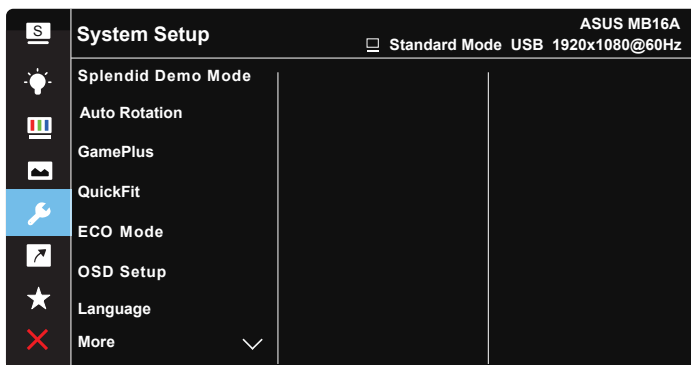 S
System Setup
ASUS MB16A
Standard Mode USB 1920x1080@60Hz
Splendid Demo Mode
Auto Rotation
GamePlus
QuickFit
ECO Mode
OSD Setup
Language
More